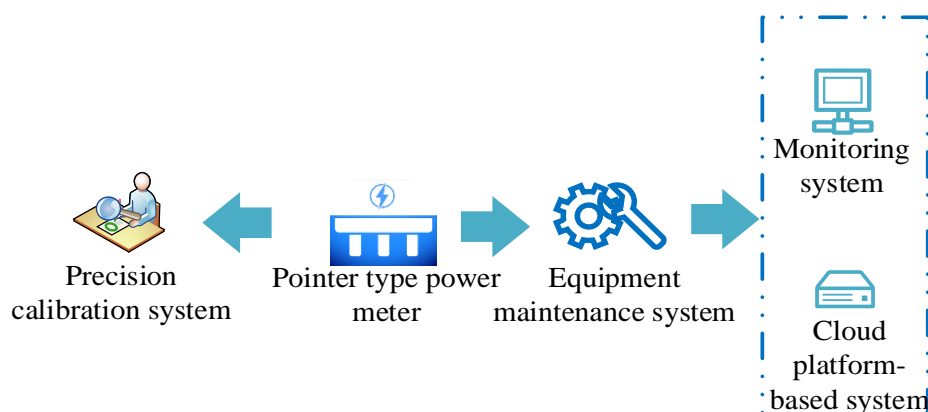 Precision
calibration system
Pointer type power
meter
Equipment
maintenance system
Monitoring
system
Cloud
platform-
based system